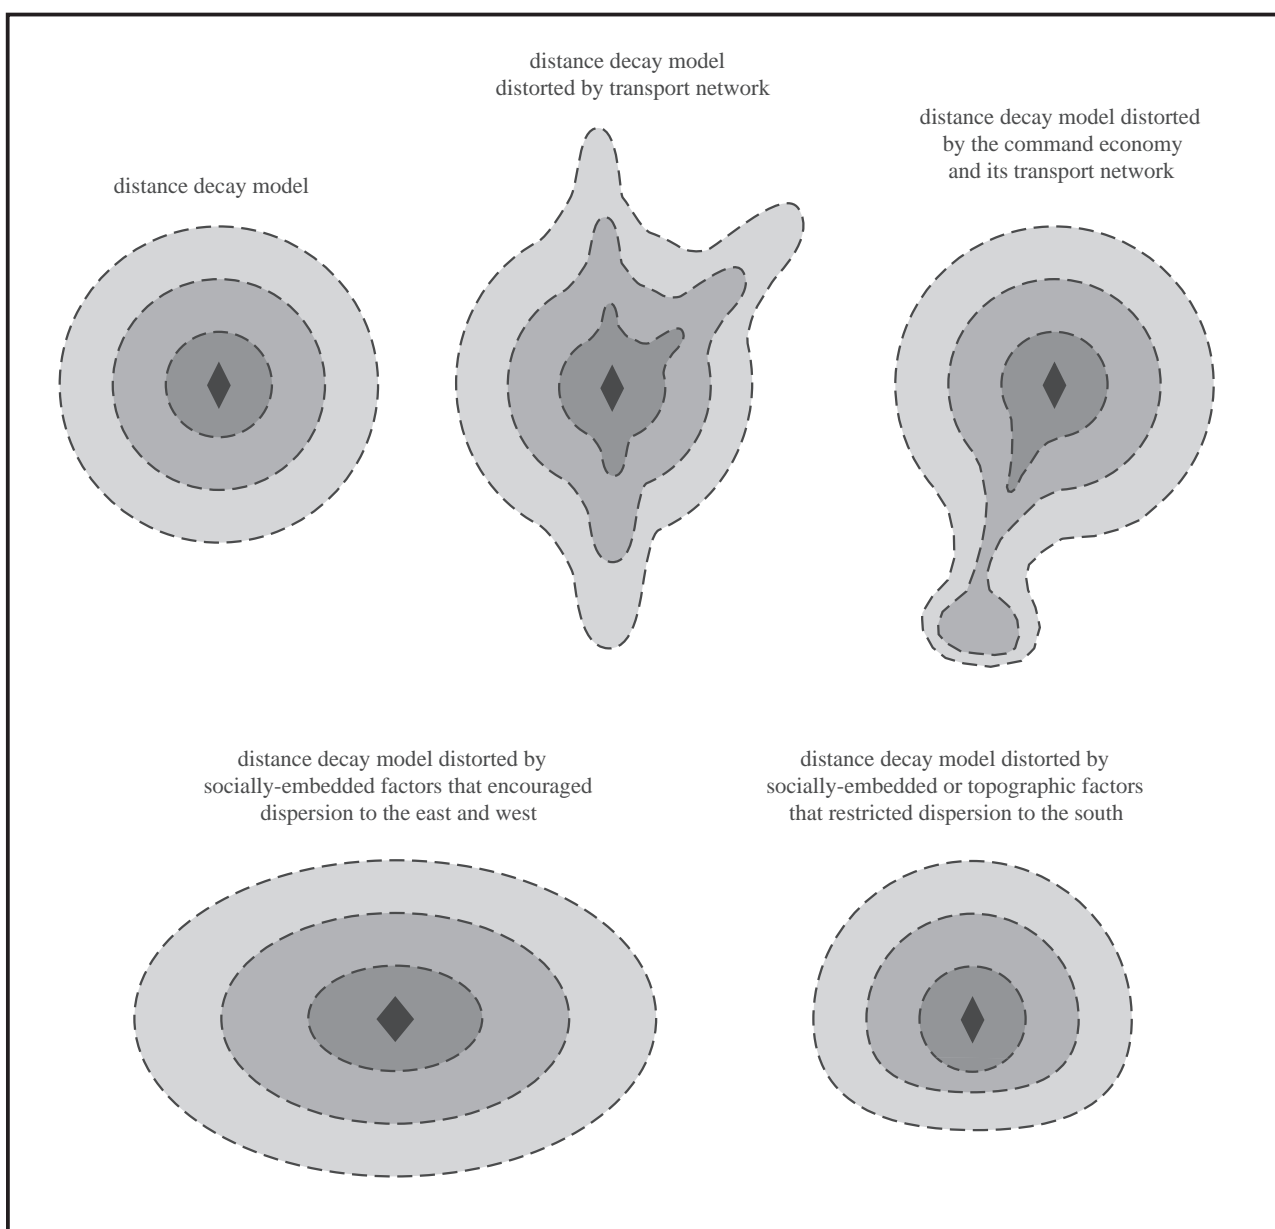 distance decay model
distorted by transport network
distance decay model distorted
by the command economy
and its transport network
distance decay model
distance decay model distorted by
socially-embedded factors that encouraged
dispersion to the east and west
distance decay model distorted by
socially-embedded or topographic factors
that restricted dispersion to the south